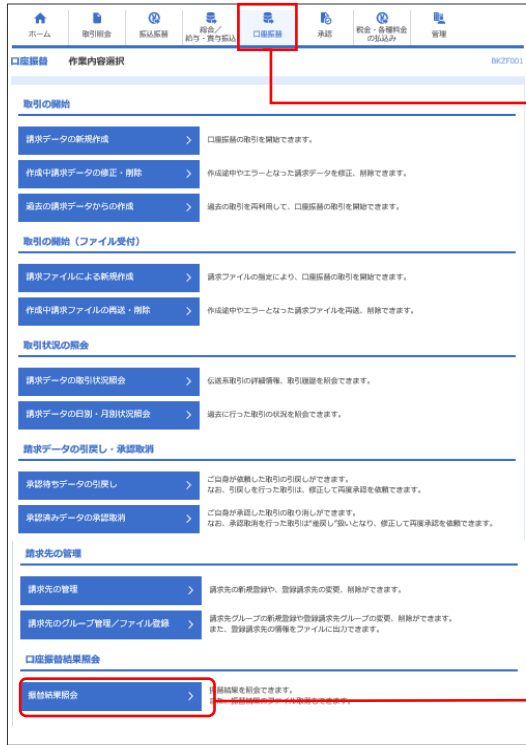 ホーム
取引照会
振込振替
総合/
給与・賞与振込
口座振替
承認
税金・各種料金
の払込み
管理
口座振替 作業内容選択
BKZF001
取引の開始
請求データの新規作成
口座振替の取引を開始できます。
作成中請求データの修正・削除
作成途中やエラーとなった請求データを修正、削除できます。
過去の請求データからの作成
過去の取引を再利用して、口座振替の取引を開始できます。
取引の開始（ファイル受付）
請求ファイルによる新規作成
請求ファイルの指定により、口座振替の取引を開始できます。
作成中請求ファイルの再送・削除
作成途中やエラーとなった請求ファイルを再送、削除できます。
取引状況の照会
請求データの取引状況照会
伝送系取引の詳細情報、取引履歴を照会できます。
請求データの日別・月別状況照会
過去に行った取引の状況を照会できます。
請求データの引戻し・承認取消
承認待ちデータの引戻し
ご自身が依頼した取引の引戻しができます。
なお、引戻しを行った取引は、修正して再度承認を依頼できます。
承認済みデータの承認取消
ご自身が承認した取引の取り消しができます。
なお、承認取消を行った取引は"差戻し"扱いとなり、修正して再度承認を依頼できます。
請求先の管理
請求先の管理
請求先の新規登録や、登録請求先の変更、削除ができます。
請求先のグループ管理／ファイル登録
請求先グループの新規登録や登録請求先グループの変更、削除ができます。
また、登録請求先の情報をファイルに出力できます。
口座振替結果照会
振替結果照会
振替結果を照会できます。
また、振替結果のファイル取得もできます。